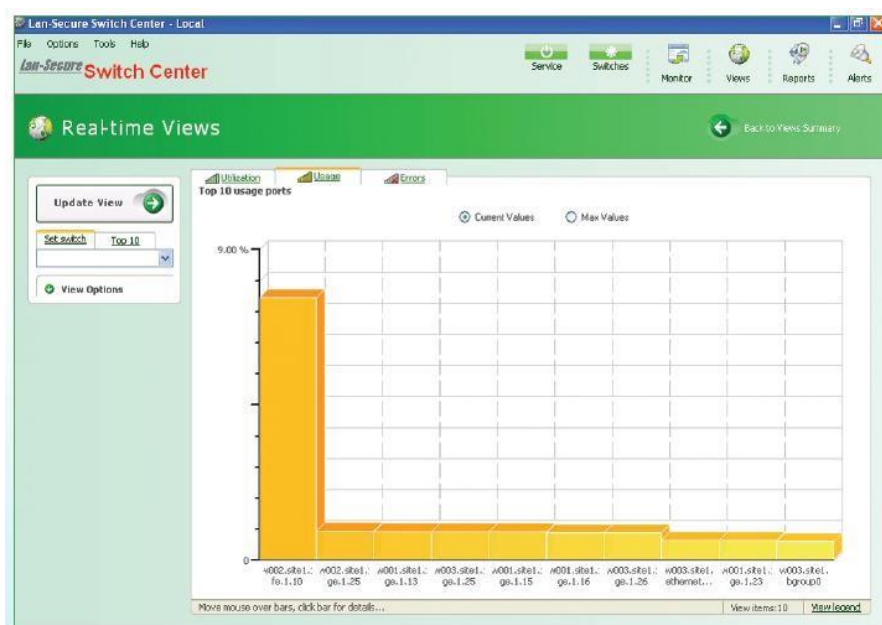 Lan-Secure Switch Center - Local
File Options Tools Help
Lan-Secure Switch Center
Service Switches Monitor Views Reports Alerts
Real-time Views
Back to Views Summary
Update View
Set switch Top 10
View Options
Utilization Usage Errors
Top 10 usage ports
Current Values Max Values
9.00 %
0
w002.site1.: w002.site1.: w001.site1.: w003.site1.: w001.site1.: w001.site1.: w003.site1.: w003.site1. w001.site1.: w003.site1.
fe.1.10 ge.1.25 ge.1.13 ge.1.25 ge.1.15 ge.1.16 ge.1.26 ethernet... ge.1.23 bgroup0
Move mouse over bars, click bar for details... View items:10 View legend